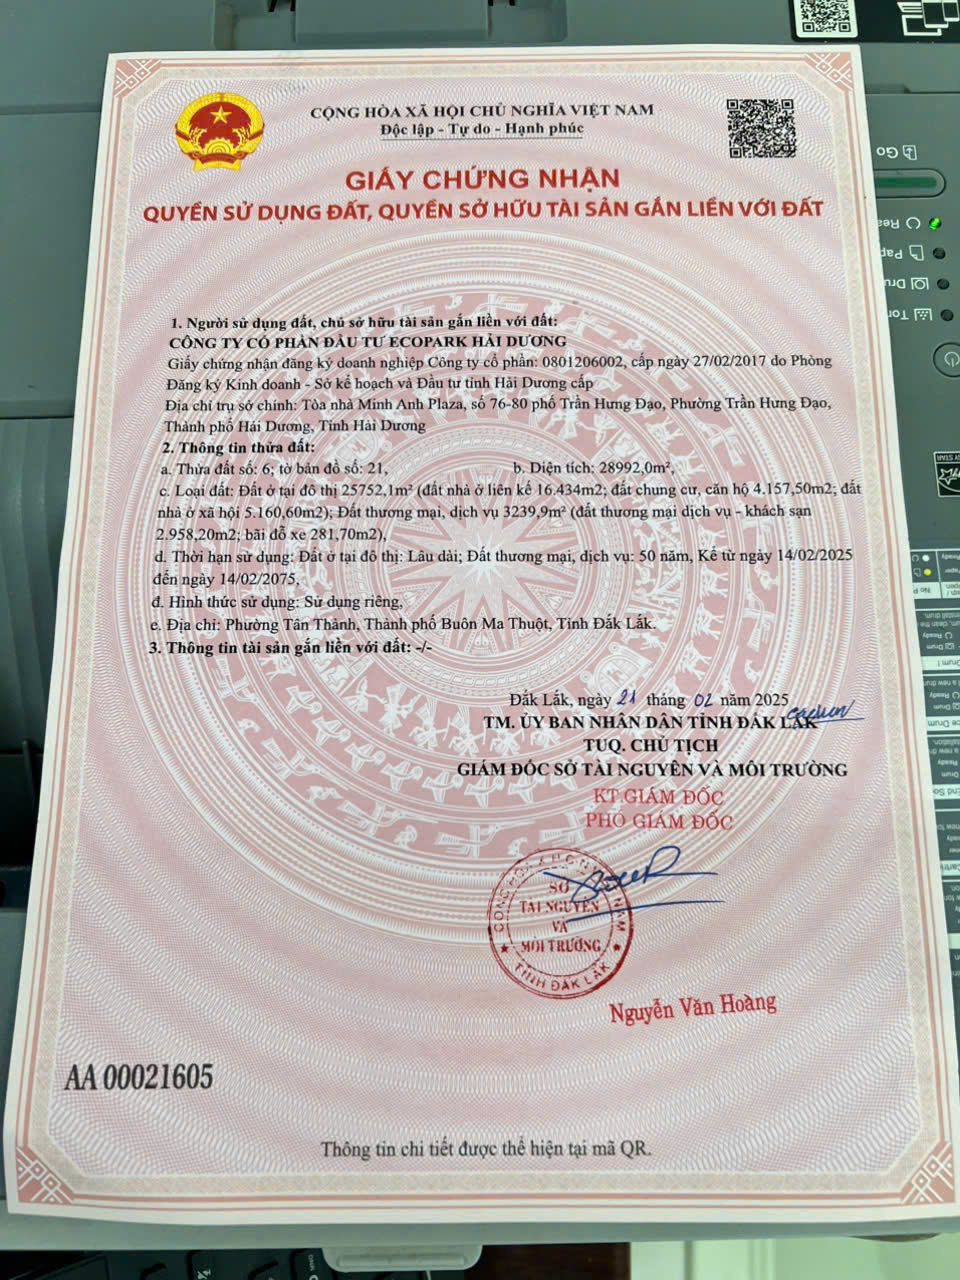 CỘNG HÒA XÃ HỘI CHỦ NGHĨA VIỆT NAM
Độc lập - Tự do - Hạnh phúc
GIẤY CHỨNG NHẬN
QUYỀN SỬ DỤNG ĐẤT, QUYỀN SỞ HỮU TÀI SẢN GẮN LIỀN VỚI ĐẤT
1. Người sử dụng đất, chủ sở hữu tài sản gắn liền với đất:
CÔNG TY CỔ PHẦN ĐẦU TƯ ECOPARK HẢI DƯƠNG
Giấy chứng nhận đăng ký doanh nghiệp Công ty cổ phần: 0801206002, cấp ngày 27/02/2017 do Phòng
Đăng ký Kinh doanh - Sở kế hoạch và Đầu tư tỉnh Hải Dương cấp
Địa chỉ trụ sở chính: Tòa nhà Minh Anh Plaza, số 76-80 phố Trần Hưng Đạo, Phường Trần Hưng Đạo,
Thành phố Hải Dương, Tỉnh Hải Dương
2. Thông tin thửa đất:
a. Thửa đất số: 6; tờ bản đồ số: 21, b. Diện tích: 28992,0m²,
c. Loại đất: Đất ở tại đô thị 25752,1m² (đất nhà ở liên kế 16.434m2; đất chung cư, căn hộ 4.157,50m2; đất
nhà ở xã hội 5.160,60m2); Đất thương mại, dịch vụ 3239,9m² (đất thương mại dịch vụ - khách sạn
2.958,20m2; bãi đỗ xe 281,70m2),
d. Thời hạn sử dụng: Đất ở tại đô thị: Lâu dài; Đất thương mại, dịch vụ: 50 năm, Kể từ ngày 14/02/2025
đến ngày 14/02/2075,
đ. Hình thức sử dụng: Sử dụng riêng,
e. Địa chỉ: Phường Tân Thành, Thành phố Buôn Ma Thuột, Tỉnh Đắk Lắk.
3. Thông tin tài sản gắn liền với đất: -/-
Đắk Lắk, ngày 21 tháng 02 năm 2025
TM. ỦY BAN NHÂN DÂN TỈNH ĐẮK LẮK
TUQ. CHỦ TỊCH
GIÁM ĐỐC SỞ TÀI NGUYÊN VÀ MÔI TRƯỜNG
KT.GIÁM ĐỐC
PHÓ GIÁM ĐỐC
SỞ
TÀI NGUYÊN
VÀ
MÔI TRƯỜNG
TỈNH ĐẮK LẮK
Nguyễn Văn Hoàng
AA 00021605
Thông tin chi tiết được thể hiện tại mã QR.
Go